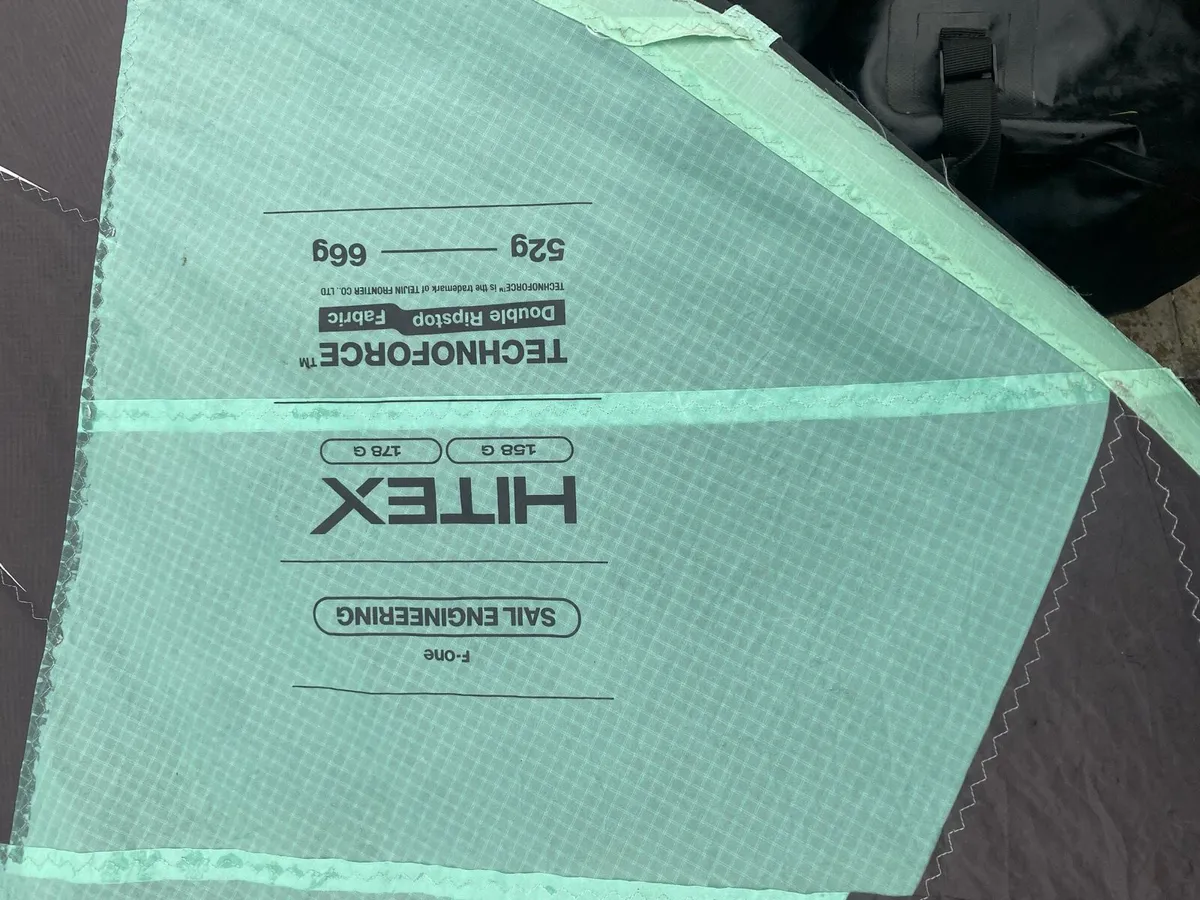 F-one
SAIL ENGINEERING
HITEX
158 G 178 G
TECHNOFORCE™
Double Ripstop Fabric
TECHNOFORCE™ is the trademark of TEIJIN FRONTIER CO., LTD
52g — 66g